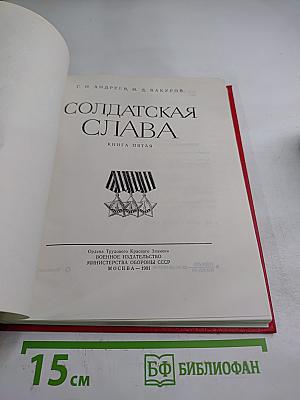 Г. И. АНДРЕЕВ, И. Д. ВАКУРОВ
СОЛДАТСКАЯ
СЛАВА
КНИГА ПЯТАЯ
Ордена Трудового Красного Знамени
ВОЕННОЕ ИЗДАТЕЛЬСТВО
МИНИСТЕРСТВА ОБОРОНЫ СССР
МОСКВА — 1981
15 см
БФ БИБЛИОФАН